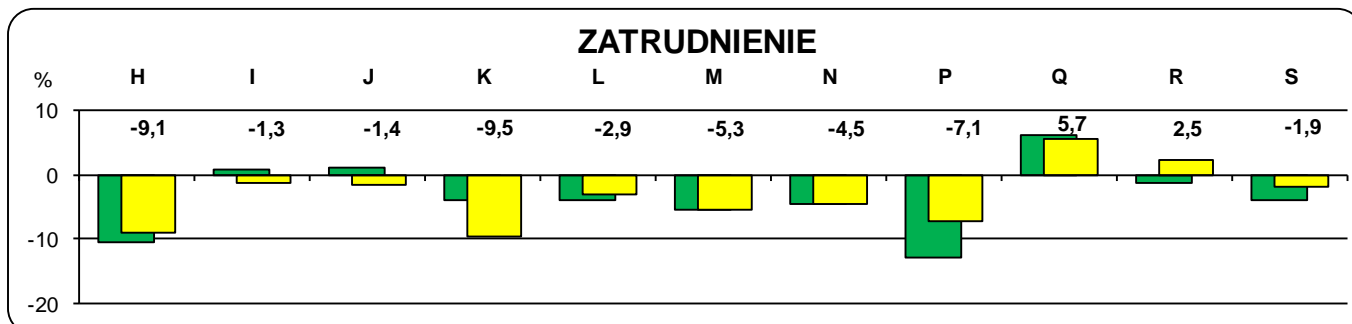 ZATRUDNIENIE
% H I J K L M N P Q R S
10
-9,1 -1,3 -1,4 -9,5 -2,9 -5,3 -4,5 -7,1 5,7 2,5 -1,9
0
-10
-20